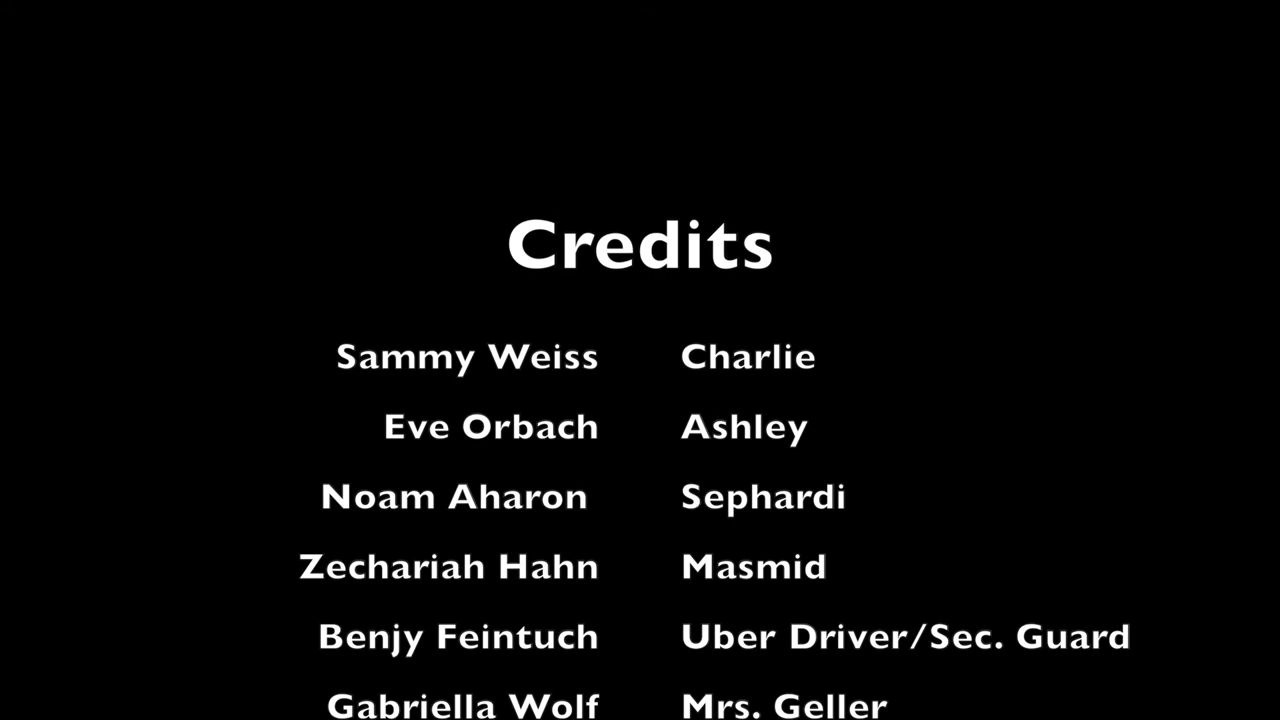 Credits
Sammy Weiss Charlie
Eve Orbach Ashley
Noam Aharon Sephardi
Zechariah Hahn Masmid
Benjy Feintuch Uber Driver/Sec. Guard
Gabriella Wolf Mrs. Geller